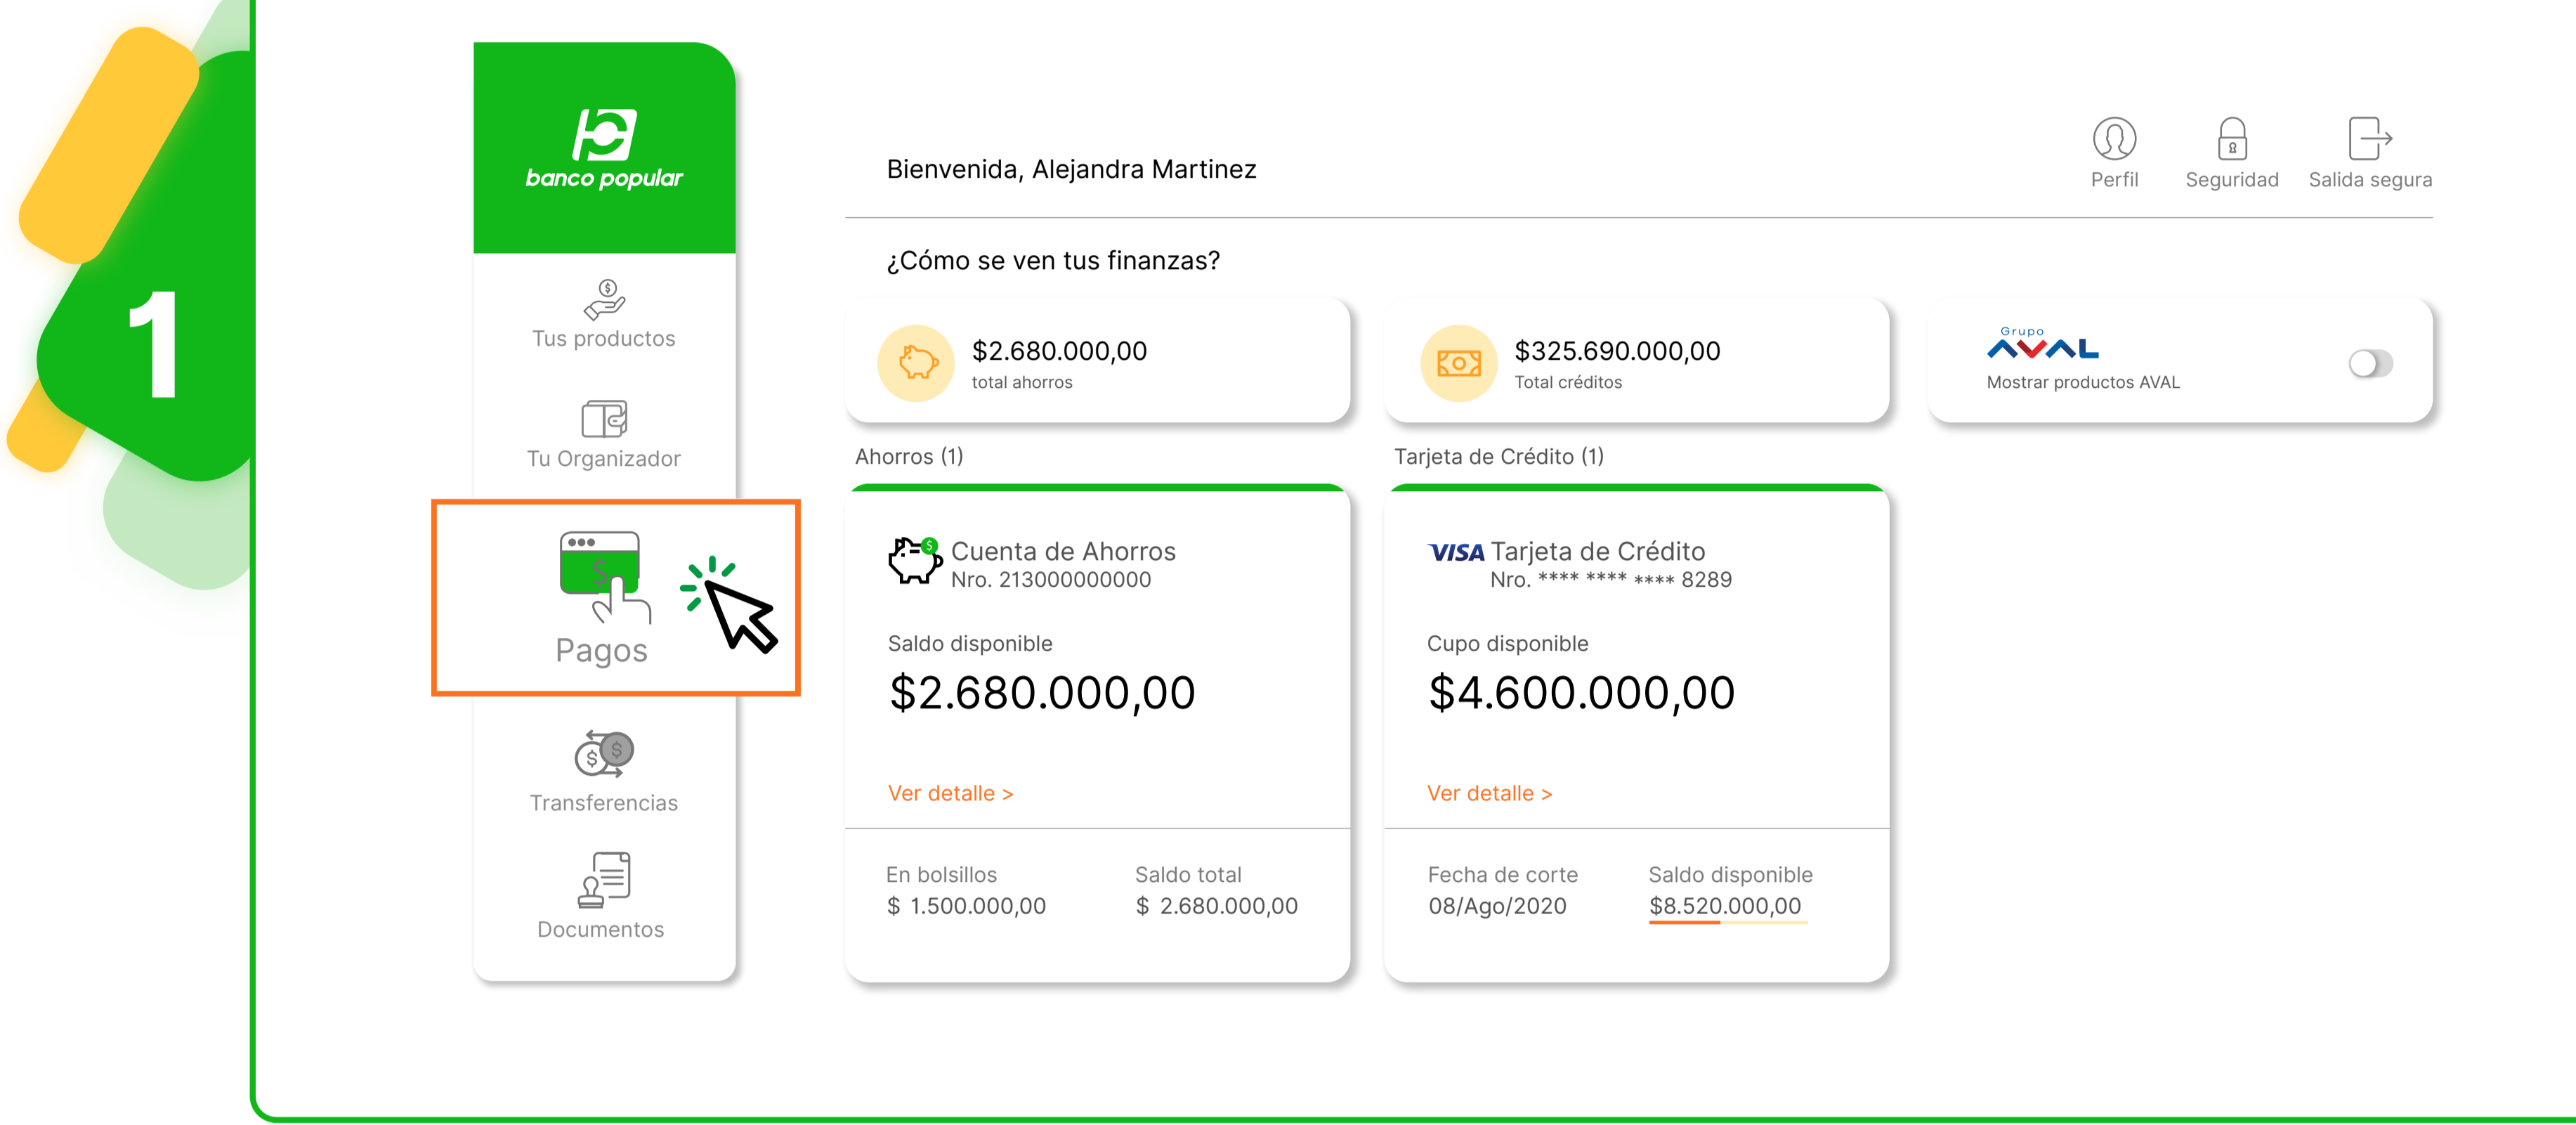 1
banco popular
Tus productos
Tu Organizador
Pagos
Transferencias
Documentos
Bienvenida, Alejandra Martinez
Perfil
Seguridad
Salida segura
¿Cómo se ven tus finanzas?
$2.680.000,00
total ahorros
$325.690.000,00
Total créditos
Grupo
AVAL
Mostrar productos AVAL
Ahorros (1)
Cuenta de Ahorros
Nro. 213000000000
Saldo disponible
$2.680.000,00
Ver detalle >
En bolsillos
$ 1.500.000,00
Saldo total
$ 2.680.000,00
Tarjeta de Crédito (1)
VISA Tarjeta de Crédito
Nro. **** **** **** 8289
Cupo disponible
$4.600.000,00
Ver detalle >
Fecha de corte
08/Ago/2020
Saldo disponible
$8.520.000,00